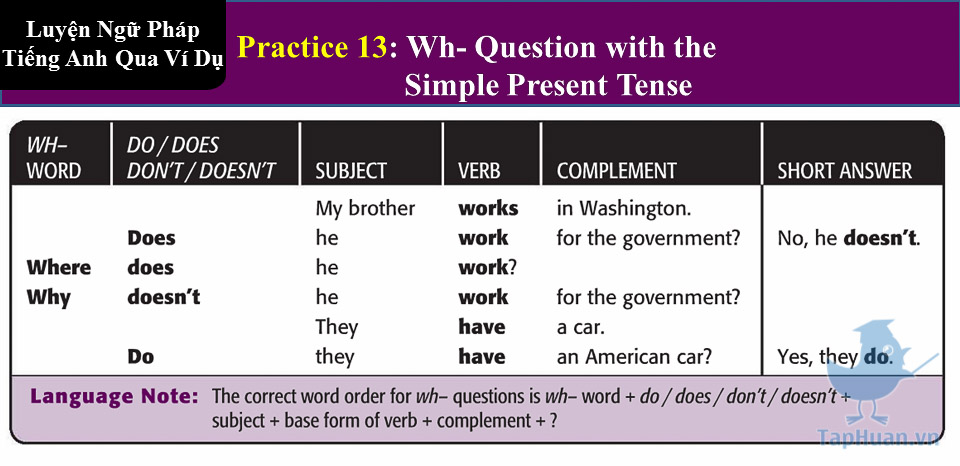 Luyện Ngữ Pháp
Tiếng Anh Qua Ví Dụ
Practice 13: Wh- Question with the
Simple Present Tense
WH–
WORD
DO / DOES
DON'T / DOESN'T
SUBJECT
VERB
COMPLEMENT
SHORT ANSWER
My brother works in Washington.
Does he work for the government? No, he doesn't.
Where does he work?
Why doesn't he work for the government?
They have a car.
Do they have an American car? Yes, they do.
Language Note: The correct word order for wh– questions is wh– word + do / does / don't / doesn't +
subject + base form of verb + complement + ?
TapHuan.vn